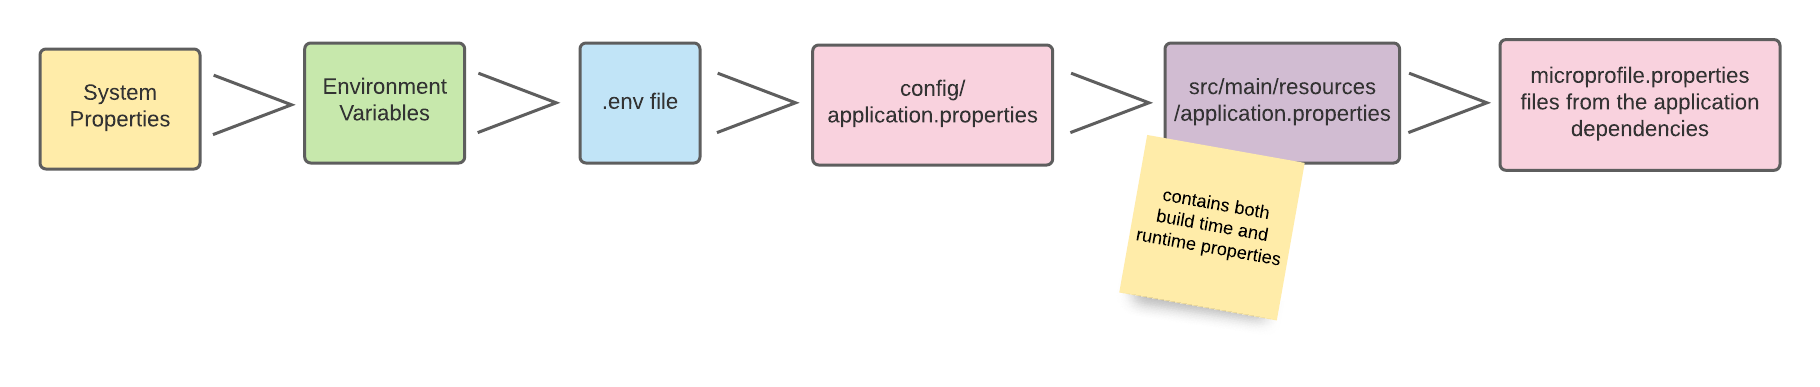 System
Properties
Environment
Variables
.env file
config/
application.properties
src/main/resources
/application.properties
contains both
build time and
runtime properties
microprofile.properties
files from the application
dependencies